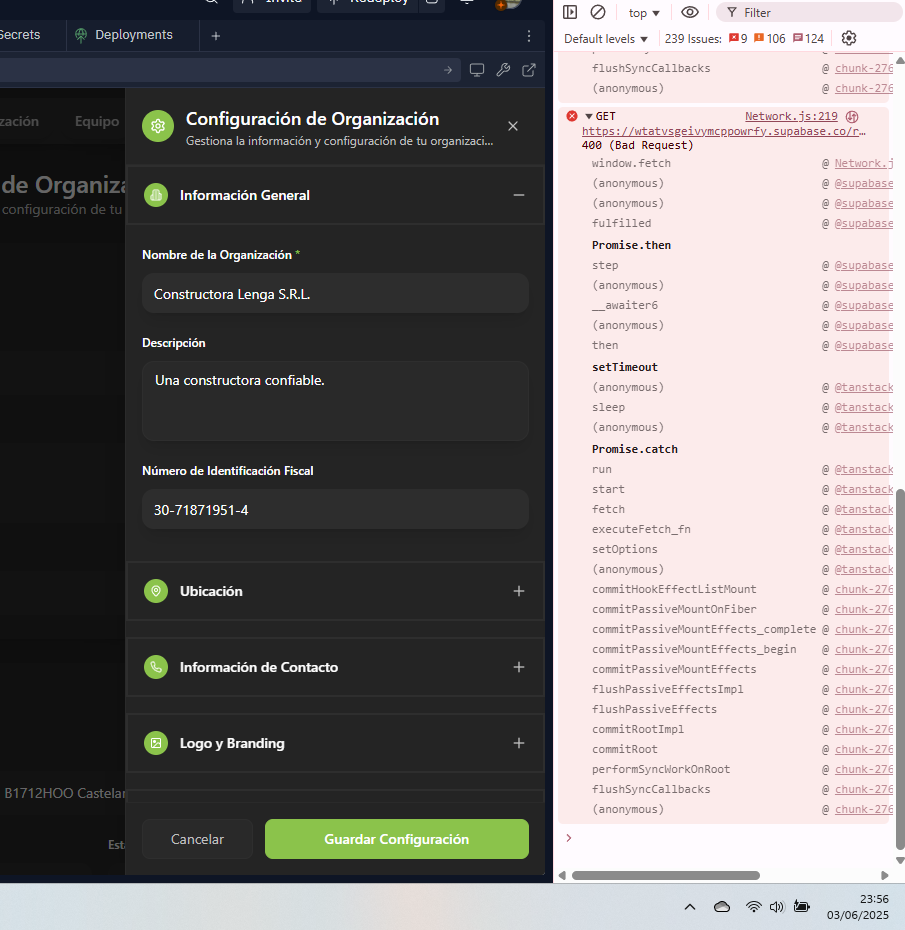 Invite
Redeploy
Secrets
Deployments
zación
Equipo
de Organiza
configuración de tu
B1712HOO Castelar
Esta
Configuración de Organización
Gestiona la información y configuración de tu organizaci...
Información General
Nombre de la Organización *
Constructora Lenga S.R.L.
Descripción
Una constructora confiable.
Número de Identificación Fiscal
30-71871951-4
Ubicación
Información de Contacto
Logo y Branding
Cancelar
Guardar Configuración
top
Filter
Default levels
239 Issues: 9 106 124
flushSyncCallbacks @ chunk-276
(anonymous) @ chunk-276
GET Network.js:219
https://wtatvsgeivymcppowrfy.supabase.co/r…
400 (Bad Request)
window.fetch @ Network.j
(anonymous) @ @supabase
(anonymous) @ @supabase
fulfilled @ @supabase
Promise.then
step @ @supabase
(anonymous) @ @supabase
__awaiter6 @ @supabase
(anonymous) @ @supabase
then @ @supabase
setTimeout
(anonymous) @ @tanstack
sleep @ @tanstack
(anonymous) @ @tanstack
Promise.catch
run @ @tanstack
start @ @tanstack
fetch @ @tanstack
executeFetch_fn @ @tanstack
setOptions @ @tanstack
(anonymous) @ @tanstack
commitHookEffectListMount @ chunk-276
commitPassiveMountOnFiber @ chunk-276
commitPassiveMountEffects_complete @ chunk-276
commitPassiveMountEffects_begin @ chunk-276
commitPassiveMountEffects @ chunk-276
flushPassiveEffectsImpl @ chunk-276
flushPassiveEffects @ chunk-276
commitRootImpl @ chunk-276
commitRoot @ chunk-276
performSyncWorkOnRoot @ chunk-276
flushSyncCallbacks @ chunk-276
(anonymous) @ chunk-276
23:56
03/06/2025